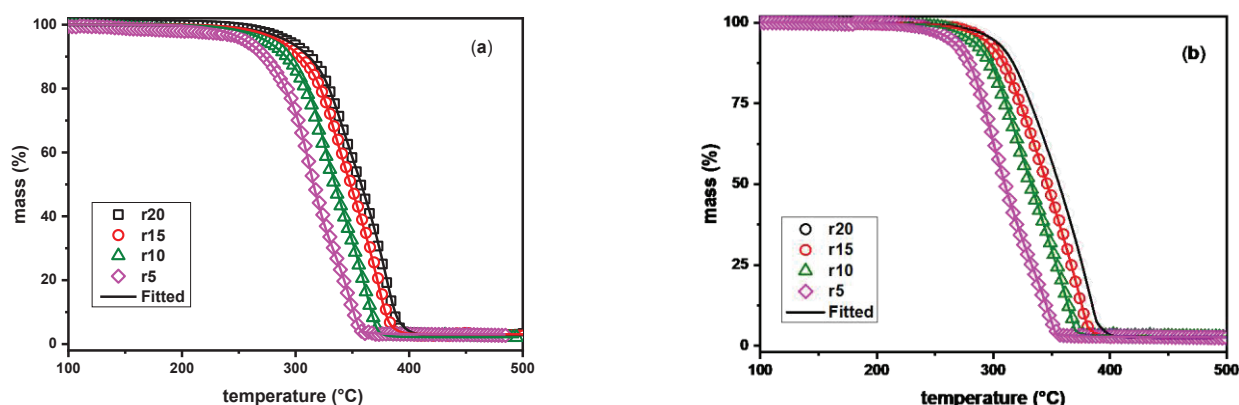 (a)
100
80
60
40
20
0
mass (%)
r20
r15
r10
r5
Fitted
100 200 300 400 500
temperature (°C)
(b)
100
75
50
25
0
mass (%)
r20
r15
r10
r5
Fitted
100 200 300 400 500
temperature (°C)